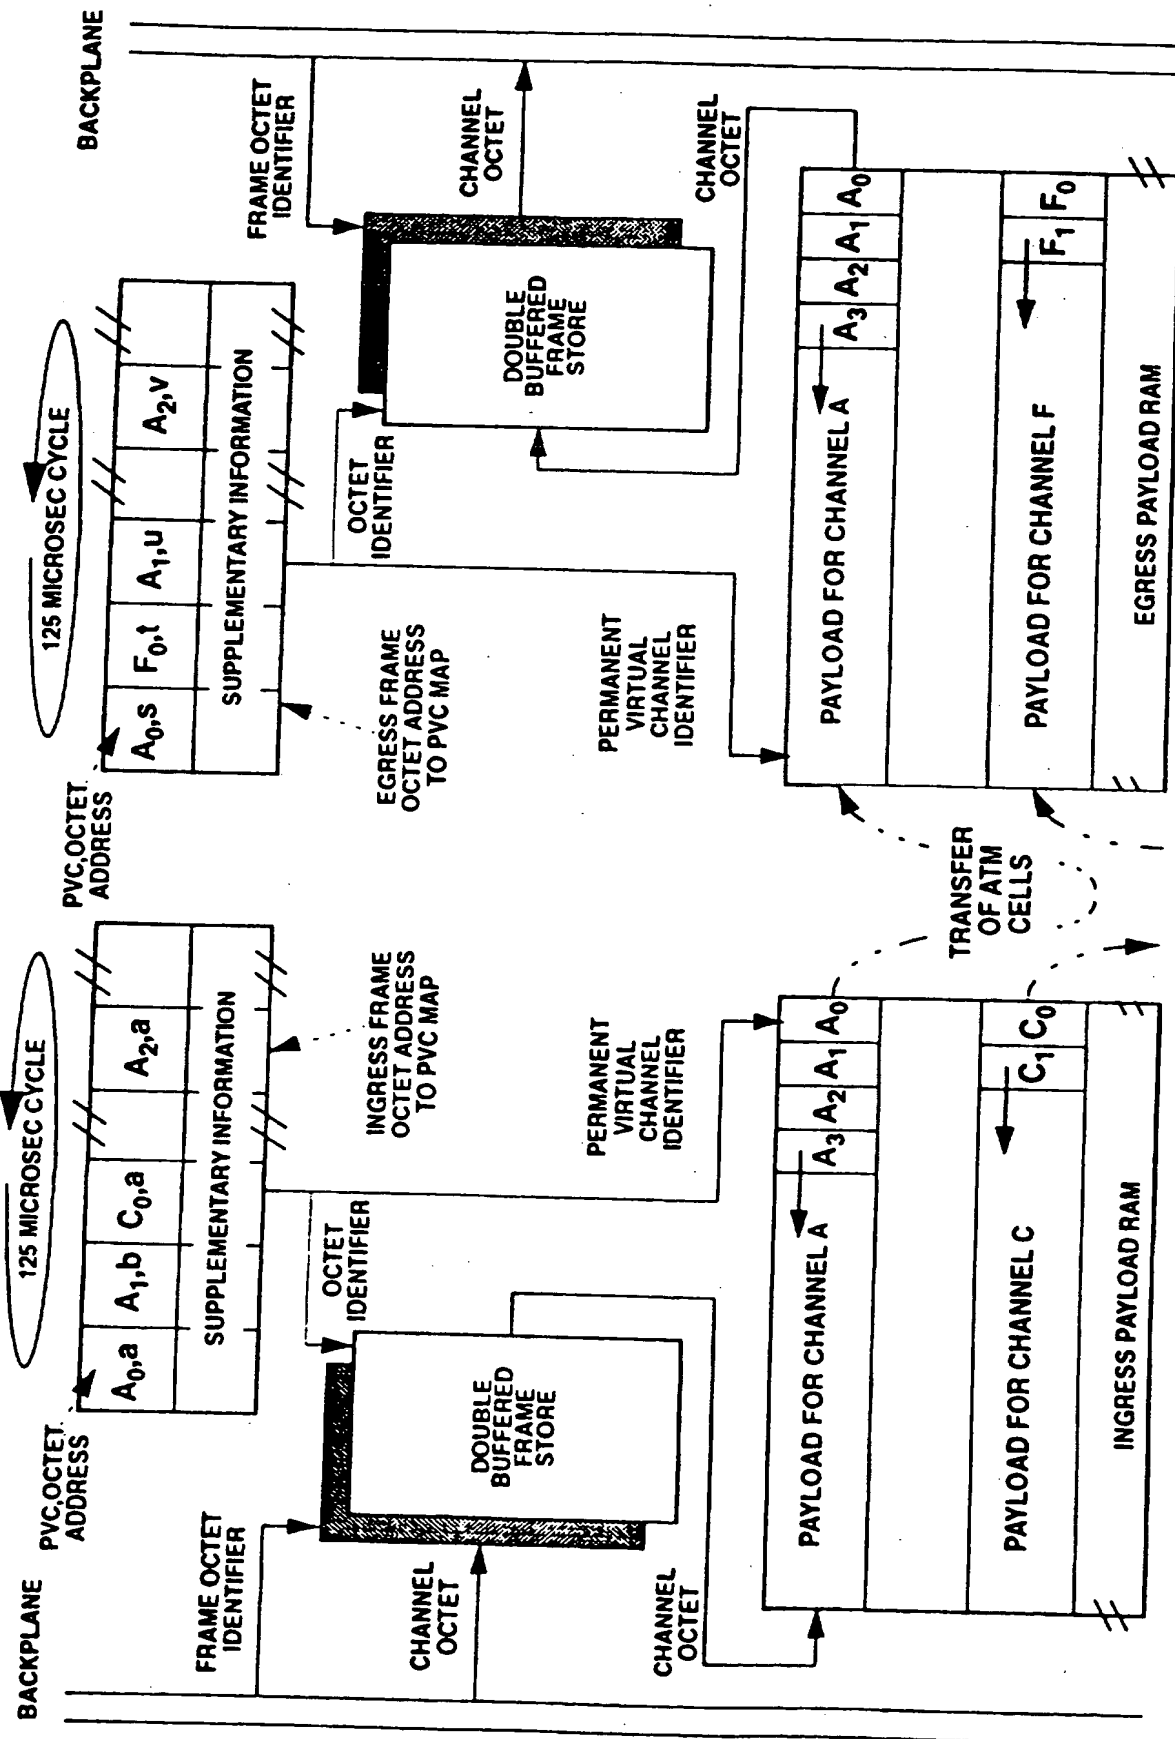 BACKPLANE
FRAME OCTET
IDENTIFIER
CHANNEL
OCTET
CHANNEL
OCTET
PVC,OCTET
ADDRESS
125 MICROSEC CYCLE
A0,a
A1,b
C0,a
A2,a
SUPPLEMENTARY INFORMATION
INGRESS FRAME
OCTET ADDRESS
TO PVC MAP
OCTET
IDENTIFIER
DOUBLE
BUFFERED
FRAME
STORE
PERMANENT
VIRTUAL
CHANNEL
IDENTIFIER
PAYLOAD FOR CHANNEL A
A3
A2
A1
A0
PAYLOAD FOR CHANNEL C
C1
C0
INGRESS PAYLOAD RAM
TRANSFER
OF ATM
CELLS
PVC,OCTET
ADDRESS
125 MICROSEC CYCLE
A0,s
F0,t
A1,u
A2,v
SUPPLEMENTARY INFORMATION
EGRESS FRAME
OCTET ADDRESS
TO PVC MAP
OCTET
IDENTIFIER
DOUBLE
BUFFERED
FRAME
STORE
PERMANENT
VIRTUAL
CHANNEL
IDENTIFIER
PAYLOAD FOR CHANNEL A
A3
A2
A1
A0
PAYLOAD FOR CHANNEL F
F1
F0
EGRESS PAYLOAD RAM
BACKPLANE
FRAME OCTET
IDENTIFIER
CHANNEL
OCTET
CHANNEL
OCTET